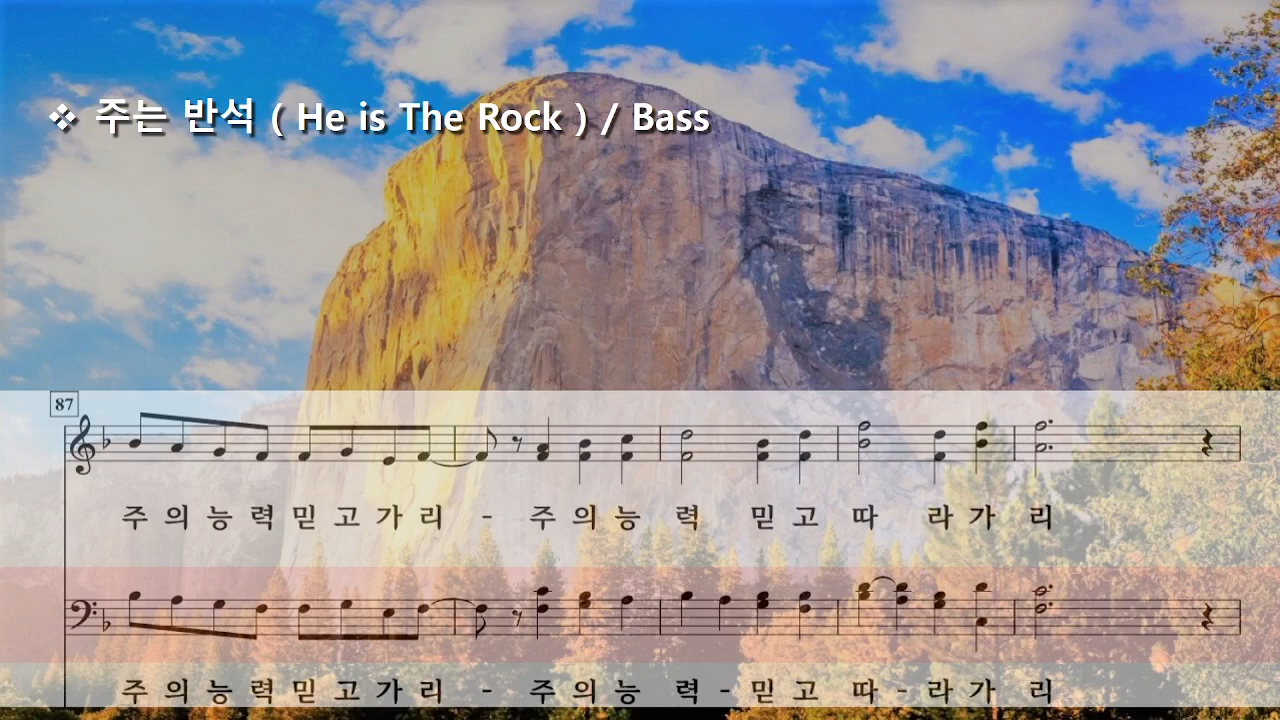 ❖ 주는 반석 ( He is The Rock ) / Bass
87
주 의 능 력 믿 고 가 리 - 주 의 능 력 믿 고 따 라 가 리
주 의 능 력 믿 고 가 리 - 주 의 능 력 - 믿 고 따 - 라 가 리